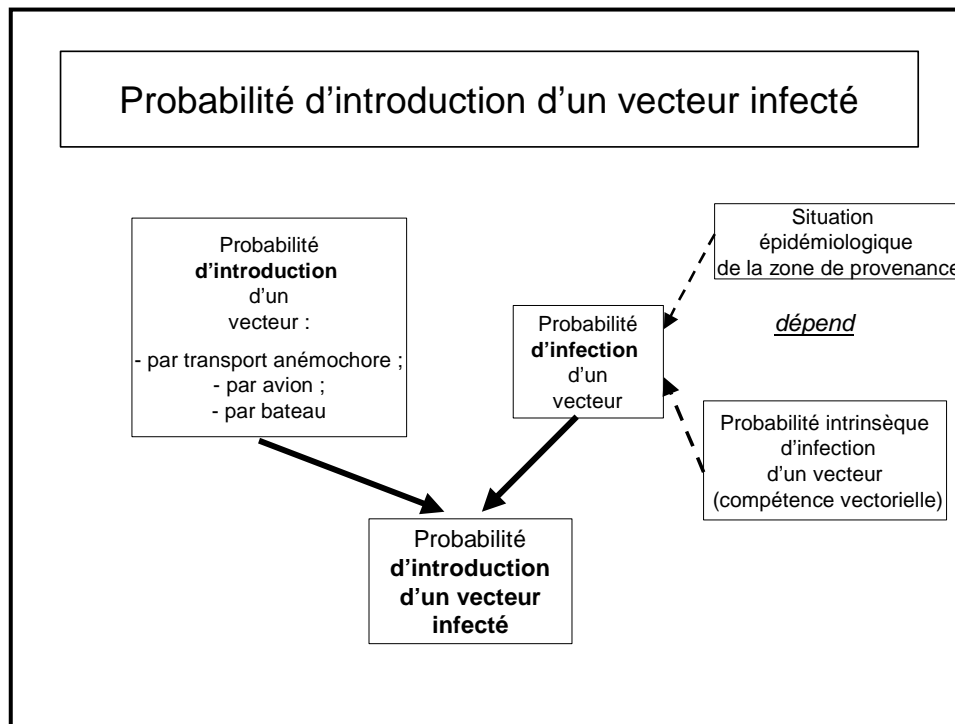 Probabilité d’introduction d’un vecteur infecté
Probabilité
d’introduction
d’un
vecteur :
- par transport anémochore ;
- par avion ;
- par bateau
Probabilité
d’infection
d’un
vecteur
Situation
épidémiologique
de la zone de provenance
dépend
Probabilité intrinsèque
d’infection
d’un vecteur
(compétence vectorielle)
Probabilité
d’introduction
d’un vecteur
infecté